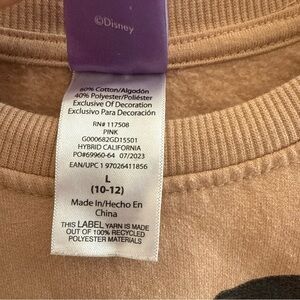 ©Disney
60% Cotton/Algodón
40% Polyester/Poliéster
Exclusive Of Decoration
Exclusivo Para Decoración
RN# 117508
PINK
G000682GD15501
HYBRID CALIFORNIA
PO#69960-64 07/2023
EAN/UPC 1 97026411856
L
(10-12)
Made In/Hecho En
China
THIS LABEL YARN IS MADE
OUT OF 100% RECYCLED
POLYESTER MATERIALS